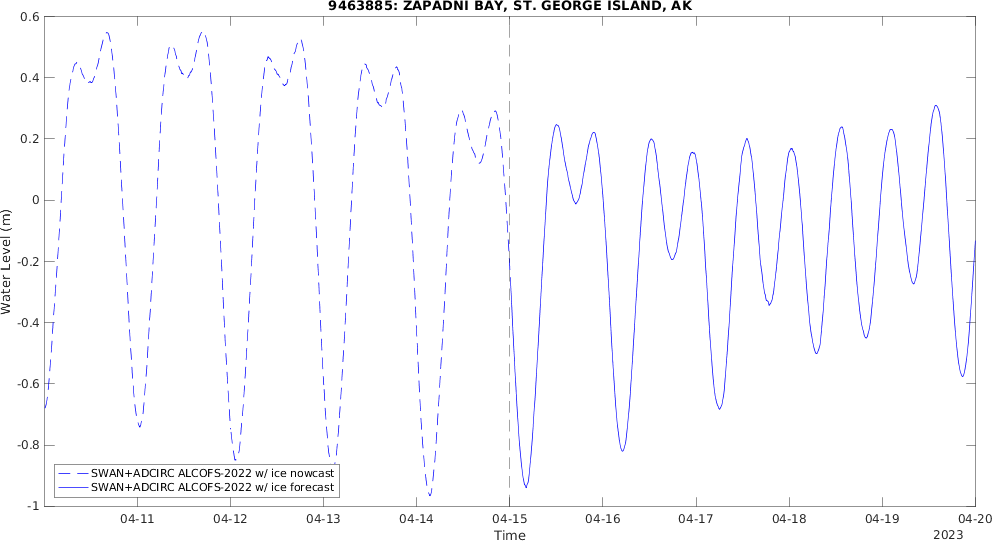 9463885: ZAPADNI BAY, ST. GEORGE ISLAND, AK
0.6
0.4
0.2
0
-0.2
-0.4
-0.6
-0.8
-1
Water Level (m)
SWAN+ADCIRC ALCOFS-2022 w/ ice nowcast
SWAN+ADCIRC ALCOFS-2022 w/ ice forecast
04-11 04-12 04-13 04-14 04-15 04-16 04-17 04-18 04-19 04-20
Time
2023